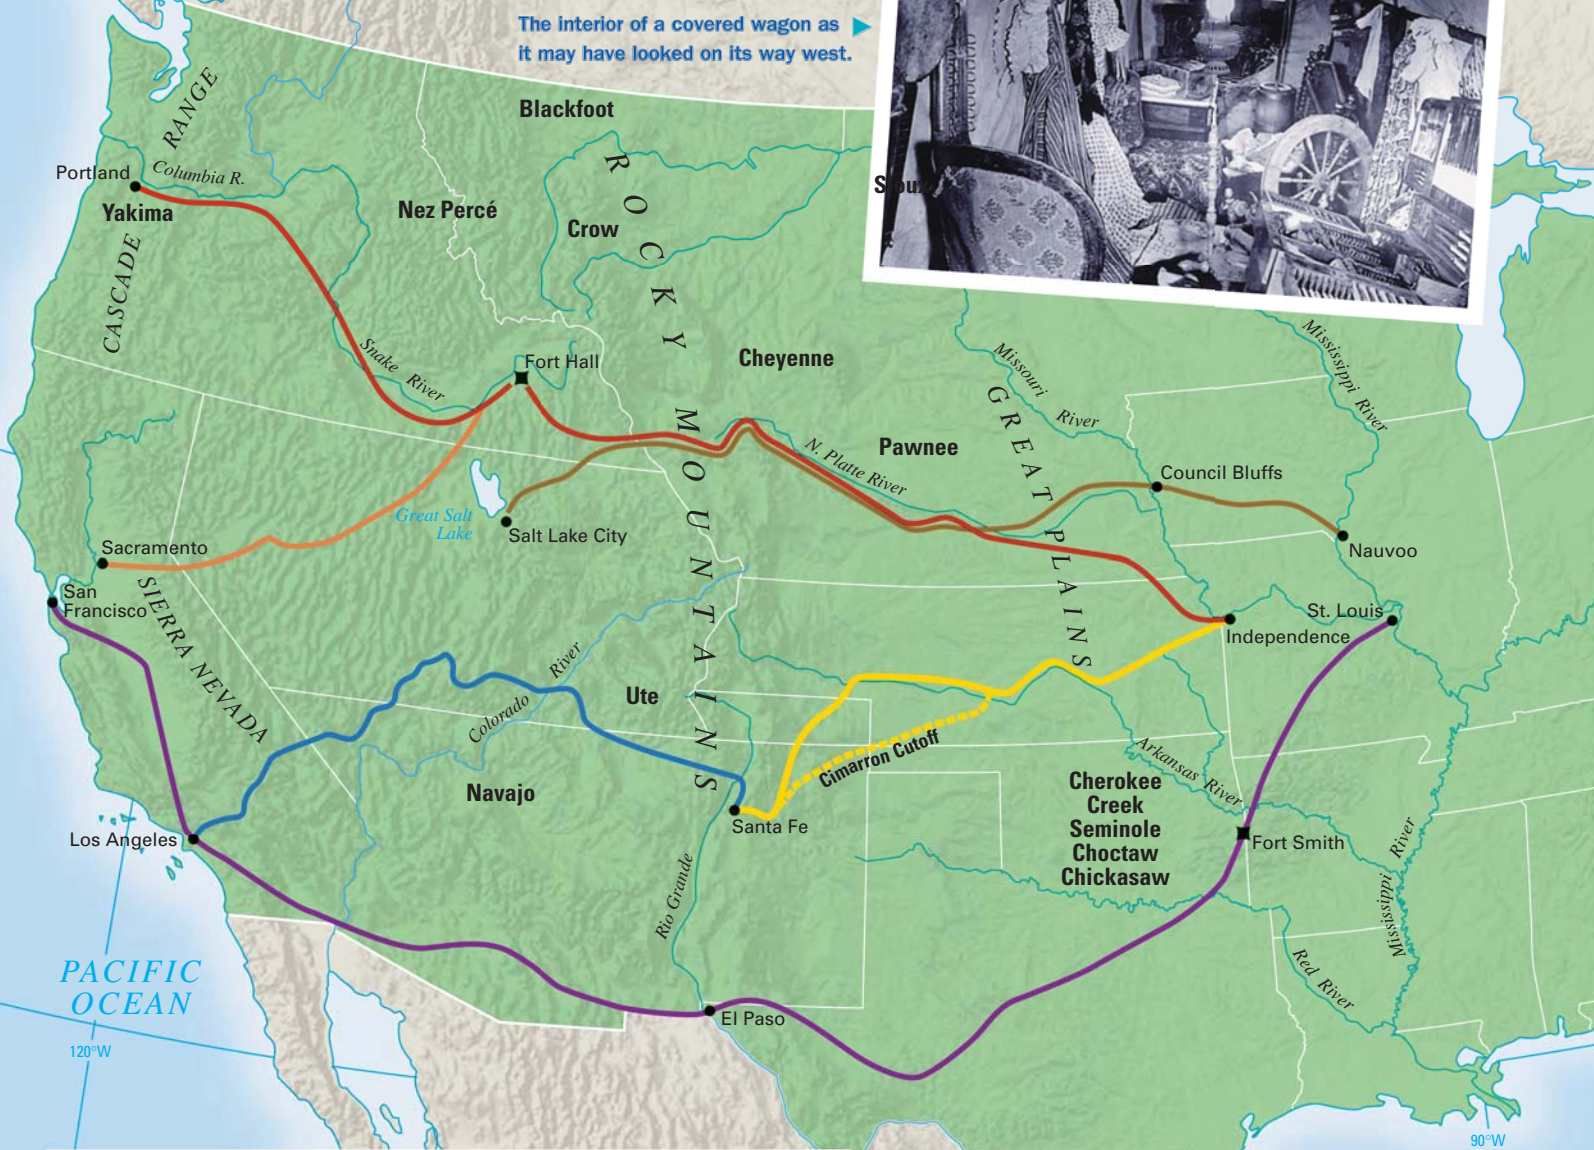 The interior of a covered wagon as
it may have looked on its way west.
Blackfoot
CASCADE RANGE
Portland
Columbia R.
Yakima
Nez Percé
Crow
Sioux
ROCKY MOUNTAINS
Snake River
Fort Hall
Cheyenne
Missouri River
Mississippi River
GREAT PLAINS
Pawnee
N. Platte River
Council Bluffs
Great Salt
Lake
Salt Lake City
Nauvoo
Sacramento
San
Francisco
SIERRA NEVADA
St. Louis
Independence
Colorado River
Ute
Cimarron Cutoff
Arkansas River
Navajo
Cherokee
Creek
Seminole
Choctaw
Chickasaw
Santa Fe
Los Angeles
Fort Smith
Mississippi River
Rio Grande
Red River
PACIFIC
OCEAN
El Paso
120°W
90°W